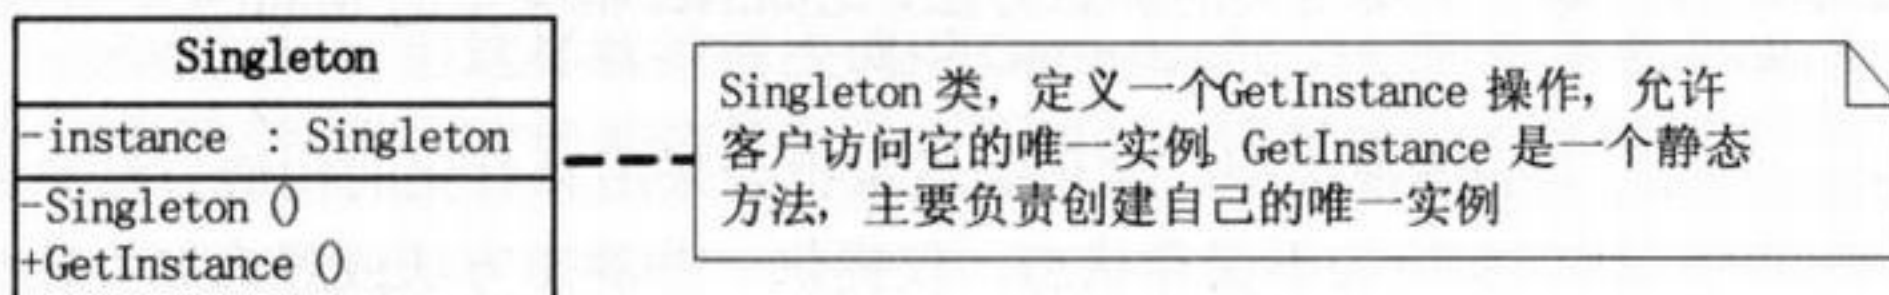 Singleton
-instance : Singleton
-Singleton ()
+GetInstance ()
Singleton 类，定义一个GetInstance 操作，允许
客户访问它的唯一实例。GetInstance 是一个静态
方法，主要负责创建自己的唯一实例